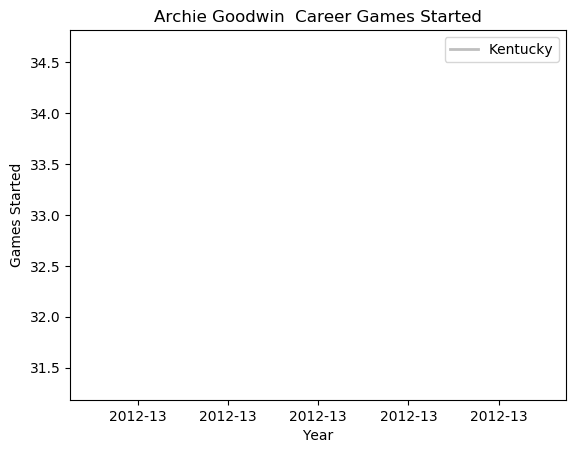 Archie Goodwin  Career Games Started
Kentucky
34.5
34.0
33.5
33.0
32.5
32.0
31.5
Games Started
2012-13 2012-13 2012-13 2012-13 2012-13
Year